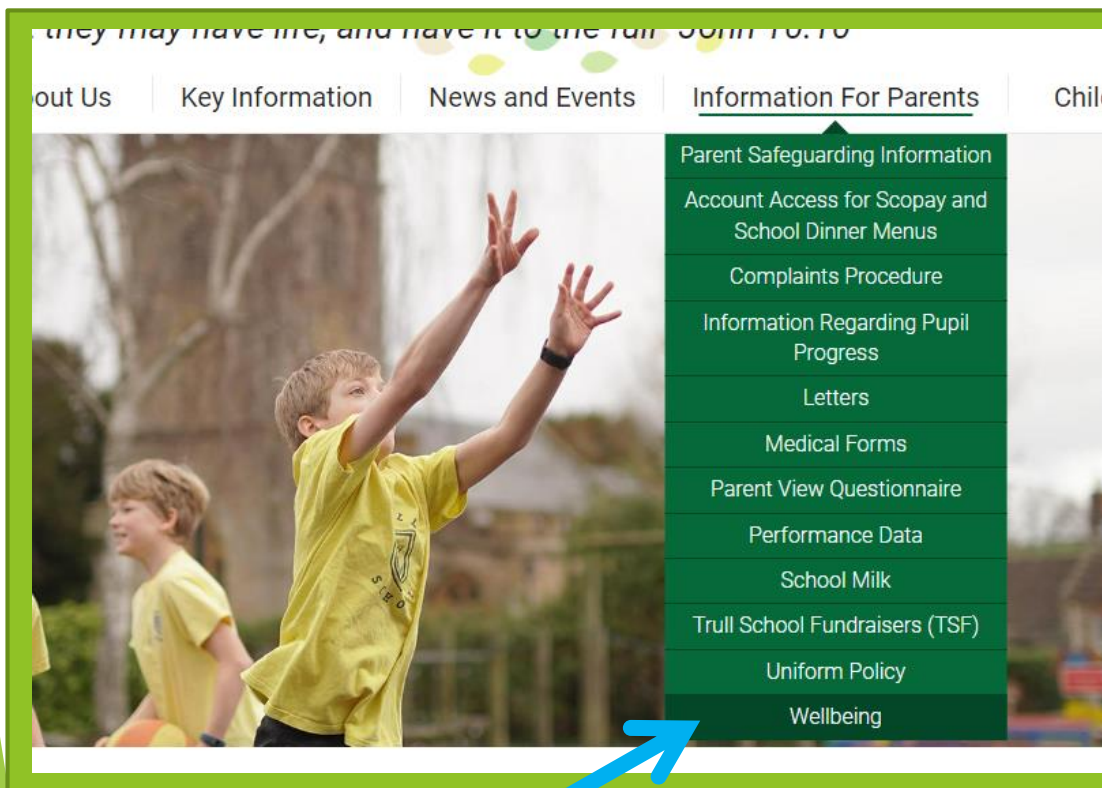 they may have life, and have it to the full" John 10:10
out Us Key Information News and Events Information For Parents Chil
Parent Safeguarding Information
Account Access for Scopay and
School Dinner Menus
Complaints Procedure
Information Regarding Pupil
Progress
Letters
Medical Forms
Parent View Questionnaire
Performance Data
School Milk
Trull School Fundraisers (TSF)
Uniform Policy
Wellbeing